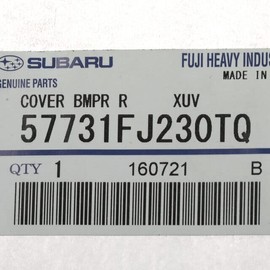 SUBARU FUJI HEAVY INDUS
GENUINE PARTS MADE IN
COVER BMPR R XUV
57731FJ230TQ
QTY 1 160721 B